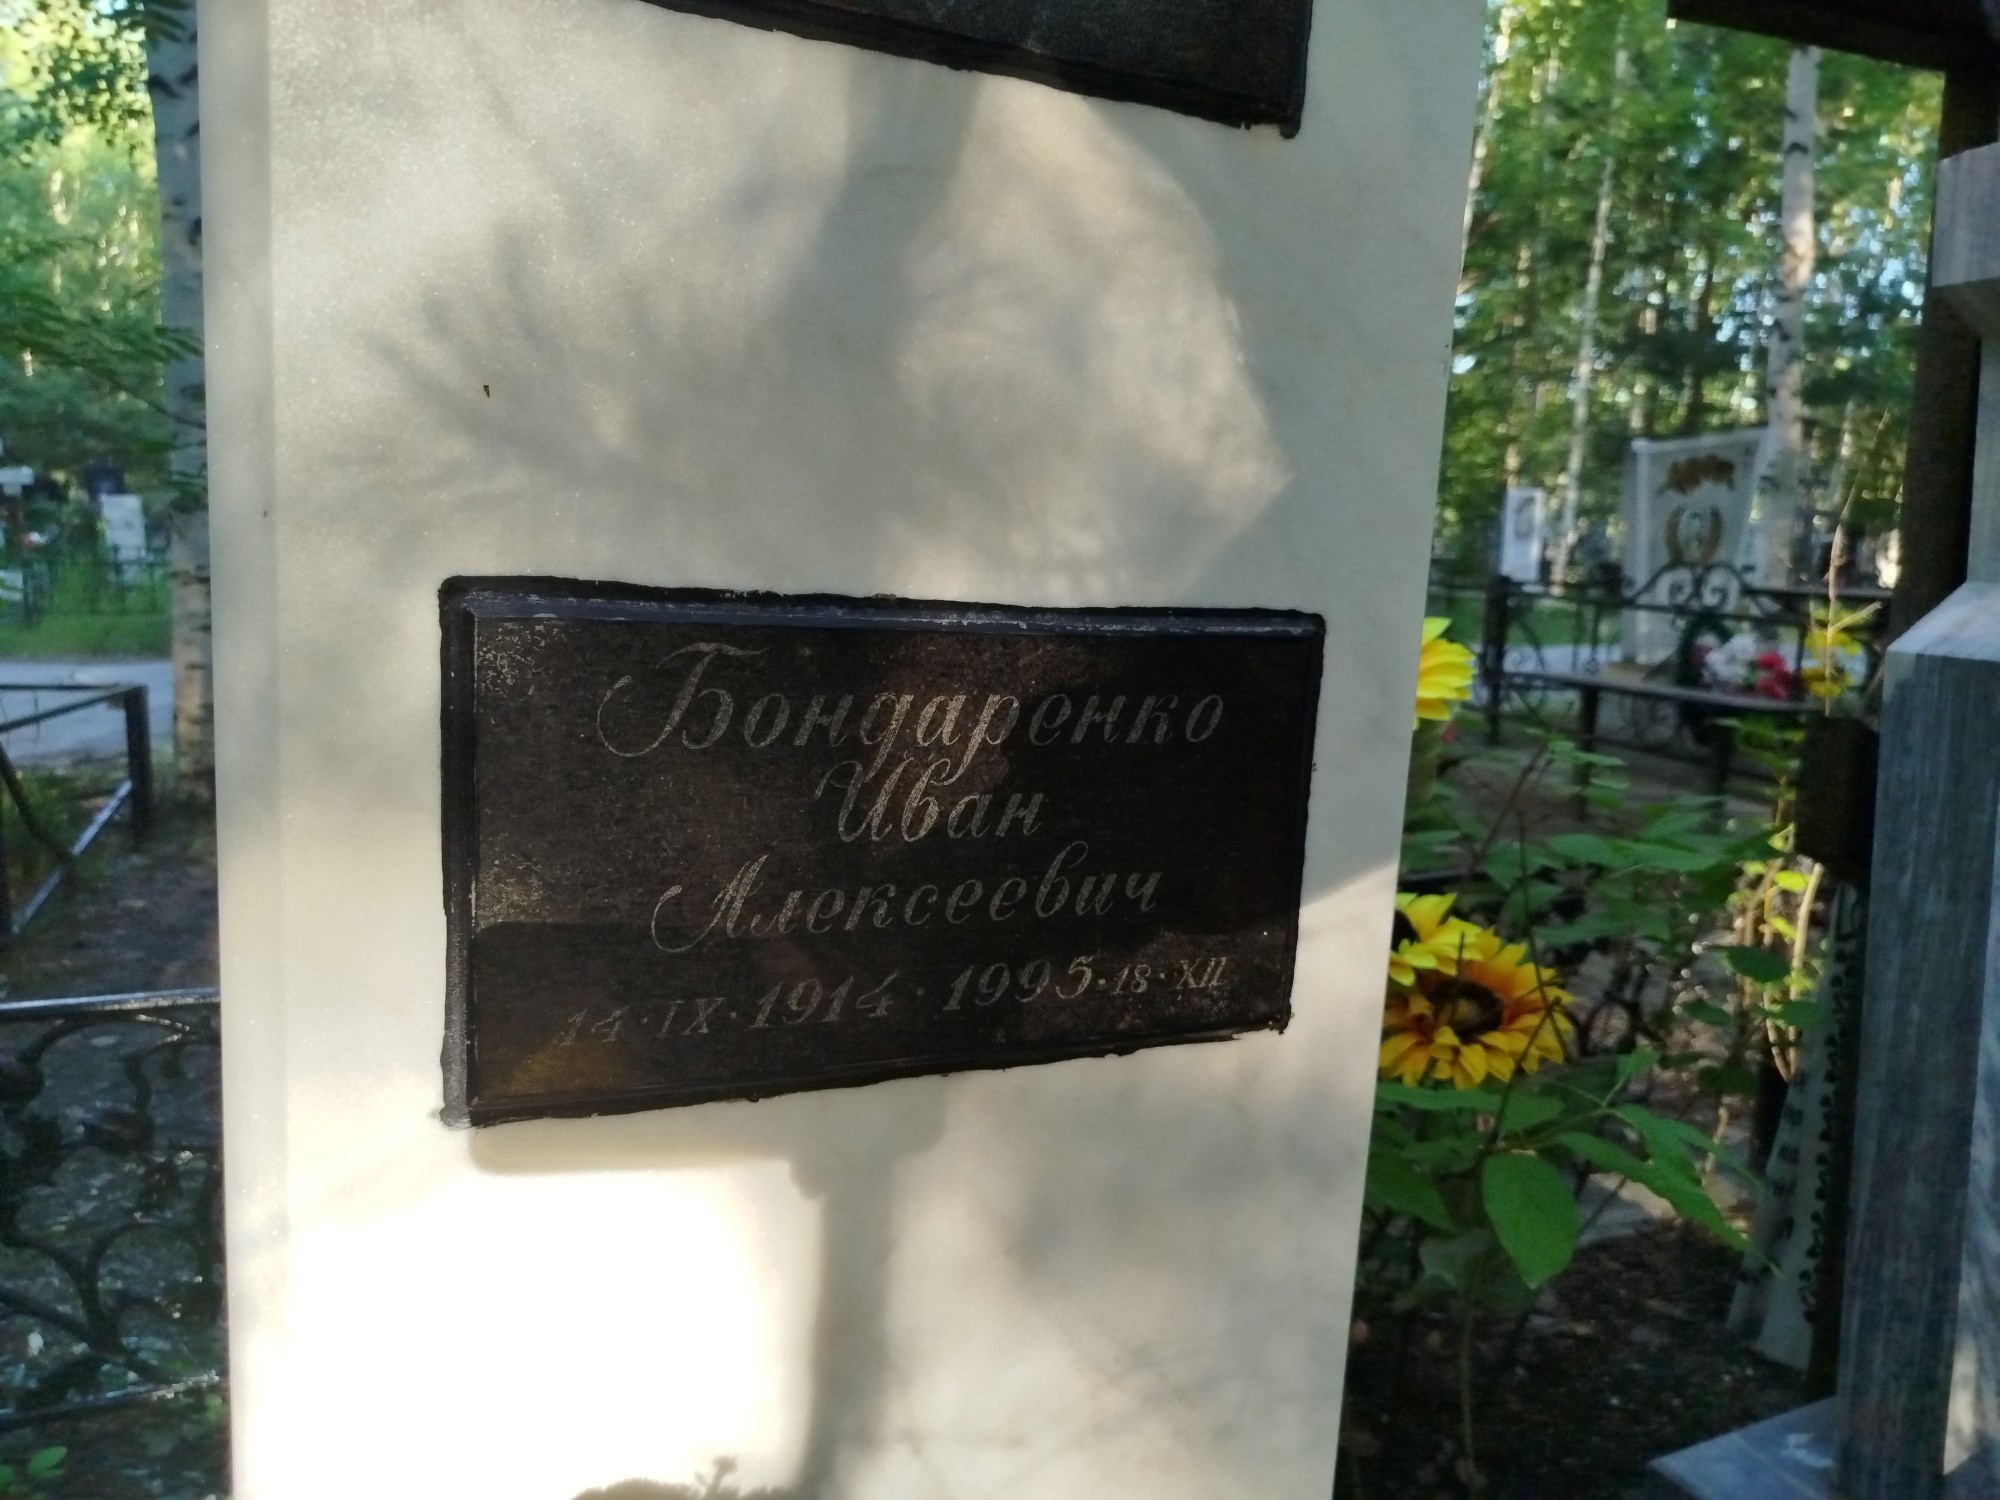 Бондаренко
Иван
Алексеевич
14·IX·1914·1995·18·XII